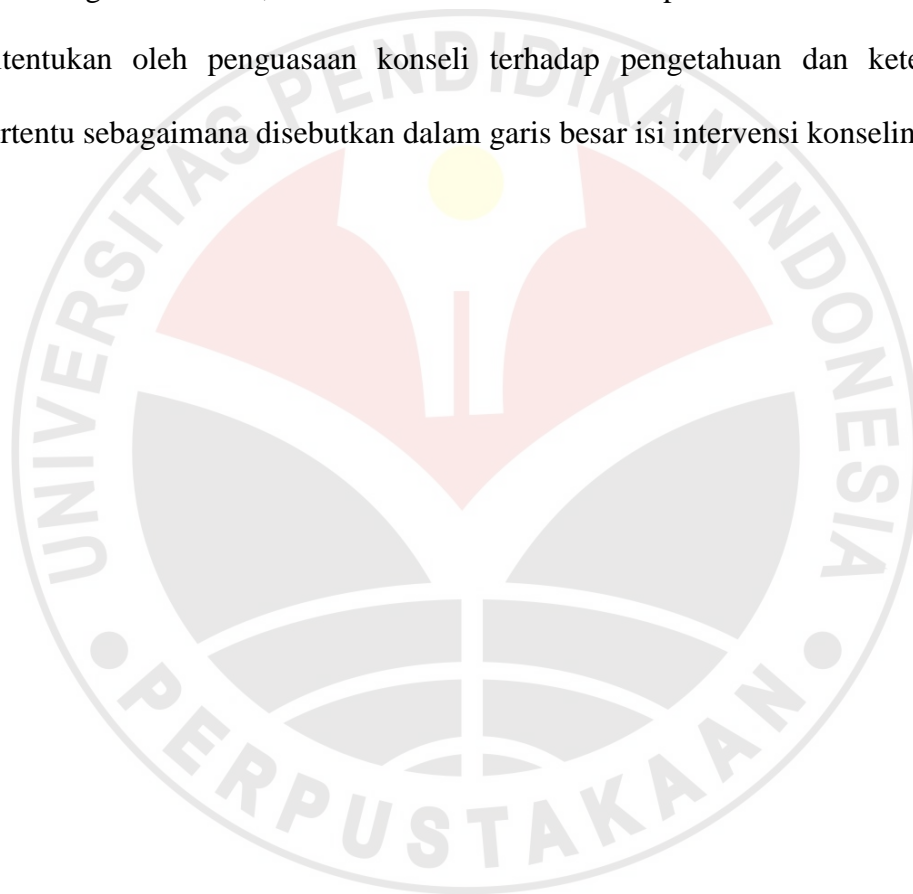 tentukan oleh penguasaan konseli terhadap pengetahuan dan kete
rtentu sebagaimana disebutkan dalam garis besar isi intervensi konselin
UNIVERSITAS PENDIDIKAN INDONESIA
• PERPUSTAKAAN •